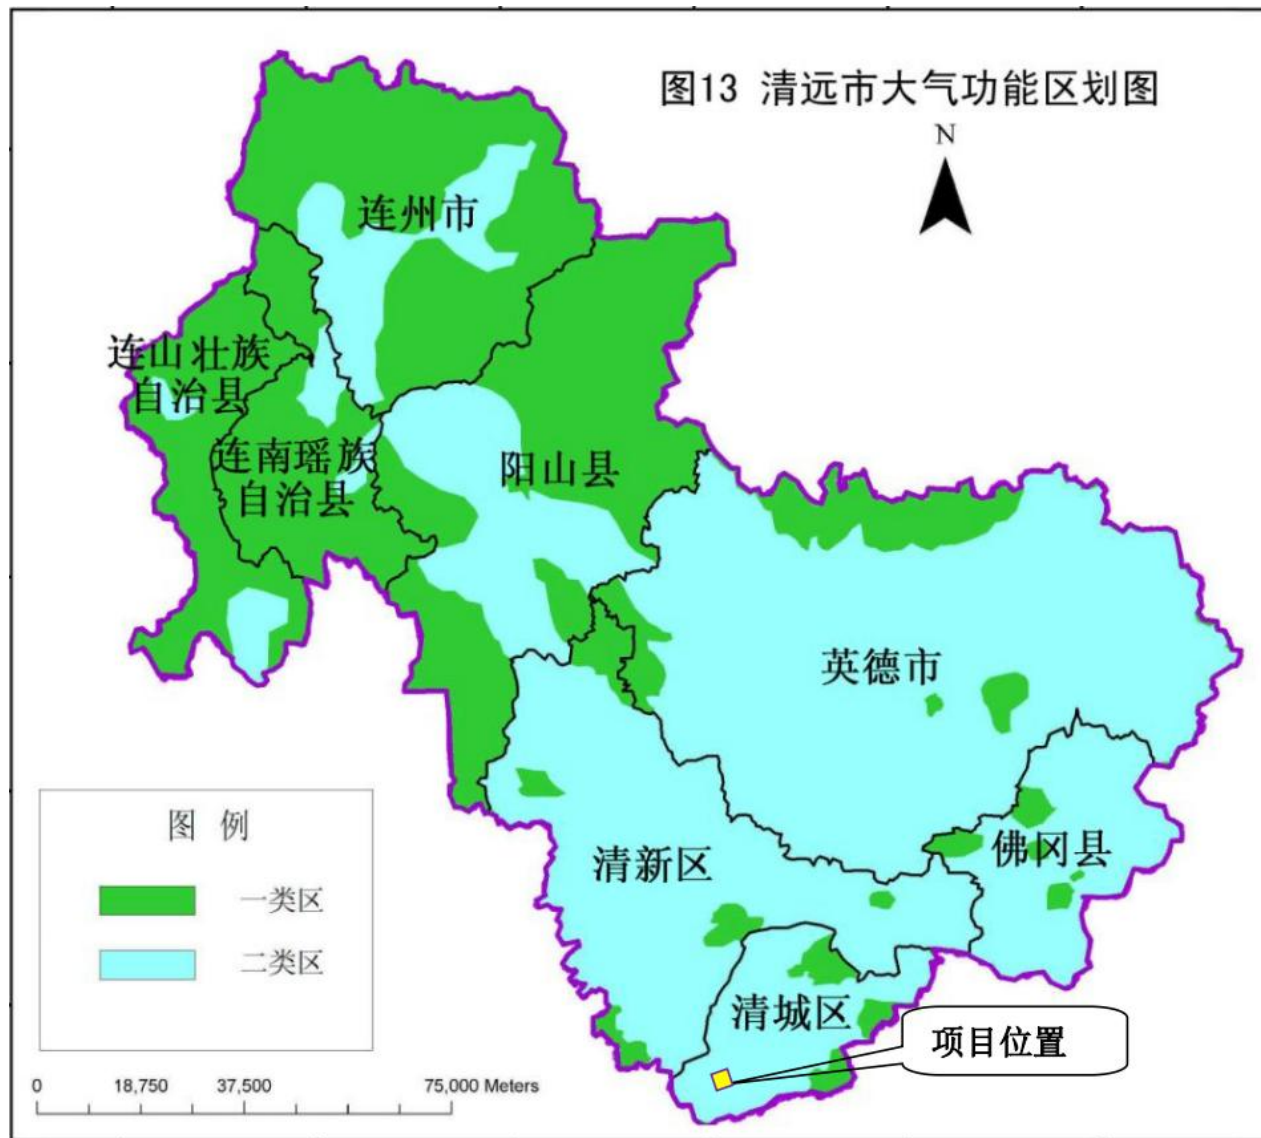 图13 清远市大气功能区划图
N
连州市
连山壮族
自治县
连南瑶族
自治县
阳山县
英德市
清新区
佛冈县
清城区
项目位置
图 例
一类区
二类区
0 18,750 37,500 75,000 Meters